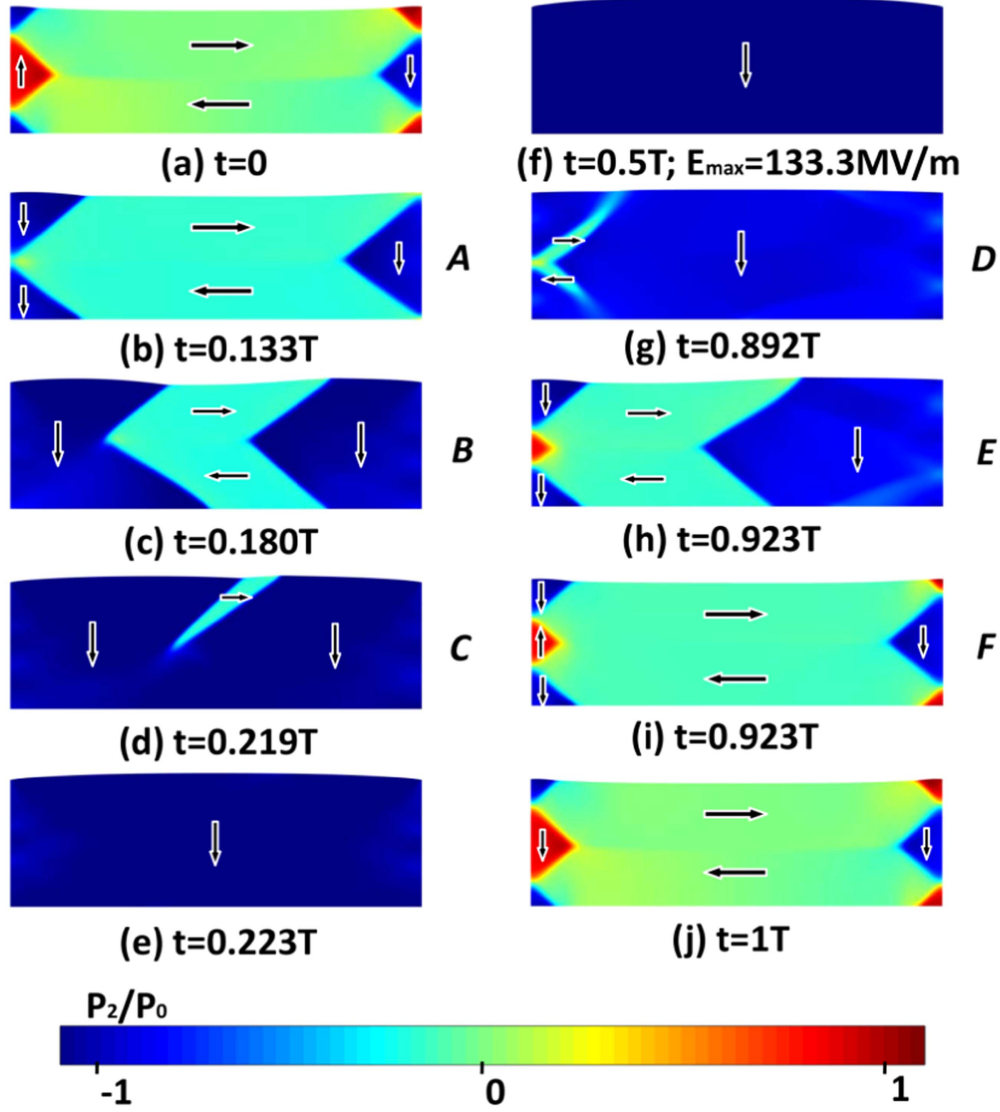 (a) t=0
(f) t=0.5T; Emax=133.3MV/m
A
D
(b) t=0.133T
(g) t=0.892T
B
E
(c) t=0.180T
(h) t=0.923T
C
F
(d) t=0.219T
(i) t=0.923T
(e) t=0.223T
(j) t=1T
P2/P0
-1 0 1